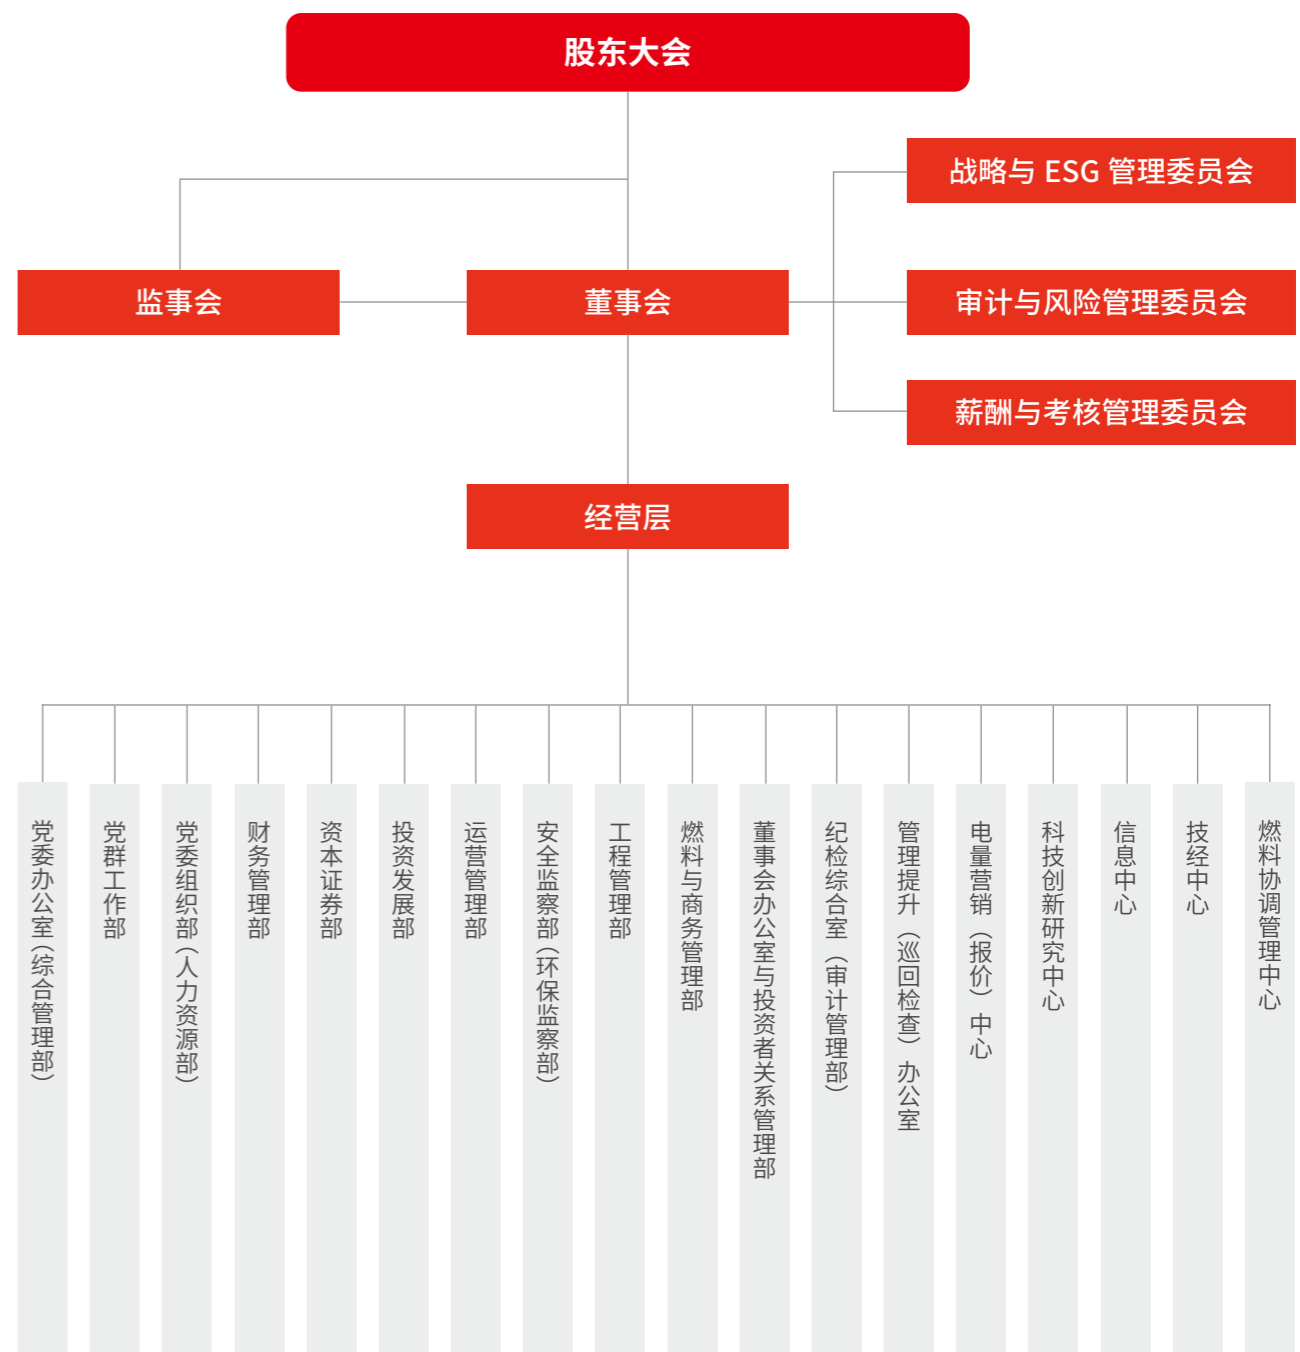 股东大会
战略与 ESG 管理委员会
监事会
董事会
审计与风险管理委员会
薪酬与考核管理委员会
经营层
党委办公室（综合管理部）
党群工作部
党委组织部（人力资源部）
财务管理部
资本证券部
投资发展部
运营管理部
安全监察部（环保监察部）
工程管理部
燃料与商务管理部
董事会办公室与投资者关系管理部
纪检综合室（审计管理部）
管理提升（巡回检查）办公室
电量营销（报价）中心
科技创新研究中心
信息中心
技经中心
燃料协调管理中心